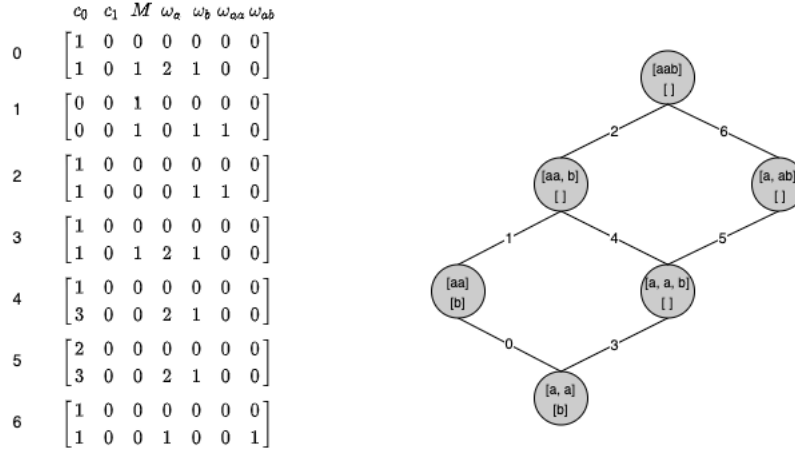 c₀ c₁ M ωₐ ω_b ωₐₐ ω_ab
0
1 0 0 0 0 0 0
1 0 1 2 1 0 0
1
0 0 1 0 0 0 0
0 0 1 0 1 1 0
2
1 0 0 0 0 0 0
1 0 0 0 1 1 0
3
1 0 0 0 0 0 0
1 0 1 2 1 0 0
4
1 0 0 0 0 0 0
3 0 0 2 1 0 0
5
2 0 0 0 0 0 0
3 0 0 2 1 0 0
6
1 0 0 0 0 0 0
1 0 0 1 0 0 1
[aab]
[ ]
2 6
[aa, b]
[ ]
[a, ab]
[ ]
1 4 5
[aa]
[b]
[a, a, b]
[ ]
0 3
[a, a]
[b]